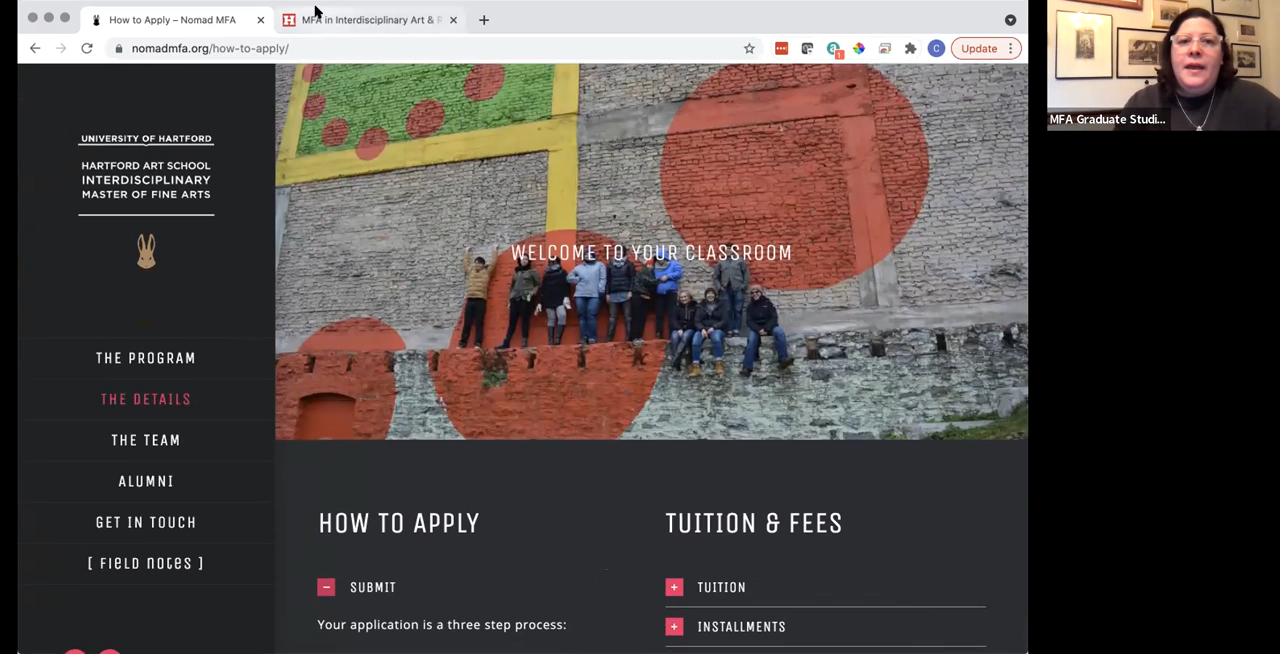 How to Apply – Nomad MFA
MFA in Interdisciplinary Art & R
nomadmfa.org/how-to-apply/
1
C
Update
MFA Graduate Studi...
UNIVERSITY OF HARTFORD
HARTFORD ART SCHOOL
INTERDISCIPLINARY
MASTER OF FINE ARTS
WELCOME TO YOUR CLASSROOM
THE PROGRAM
THE DETAILS
THE TEAM
ALUMNI
GET IN TOUCH
[ FIELD NOTES ]
HOW TO APPLY
SUBMIT
Your application is a three step process:
TUITION & FEES
TUITION
INSTALLMENTS